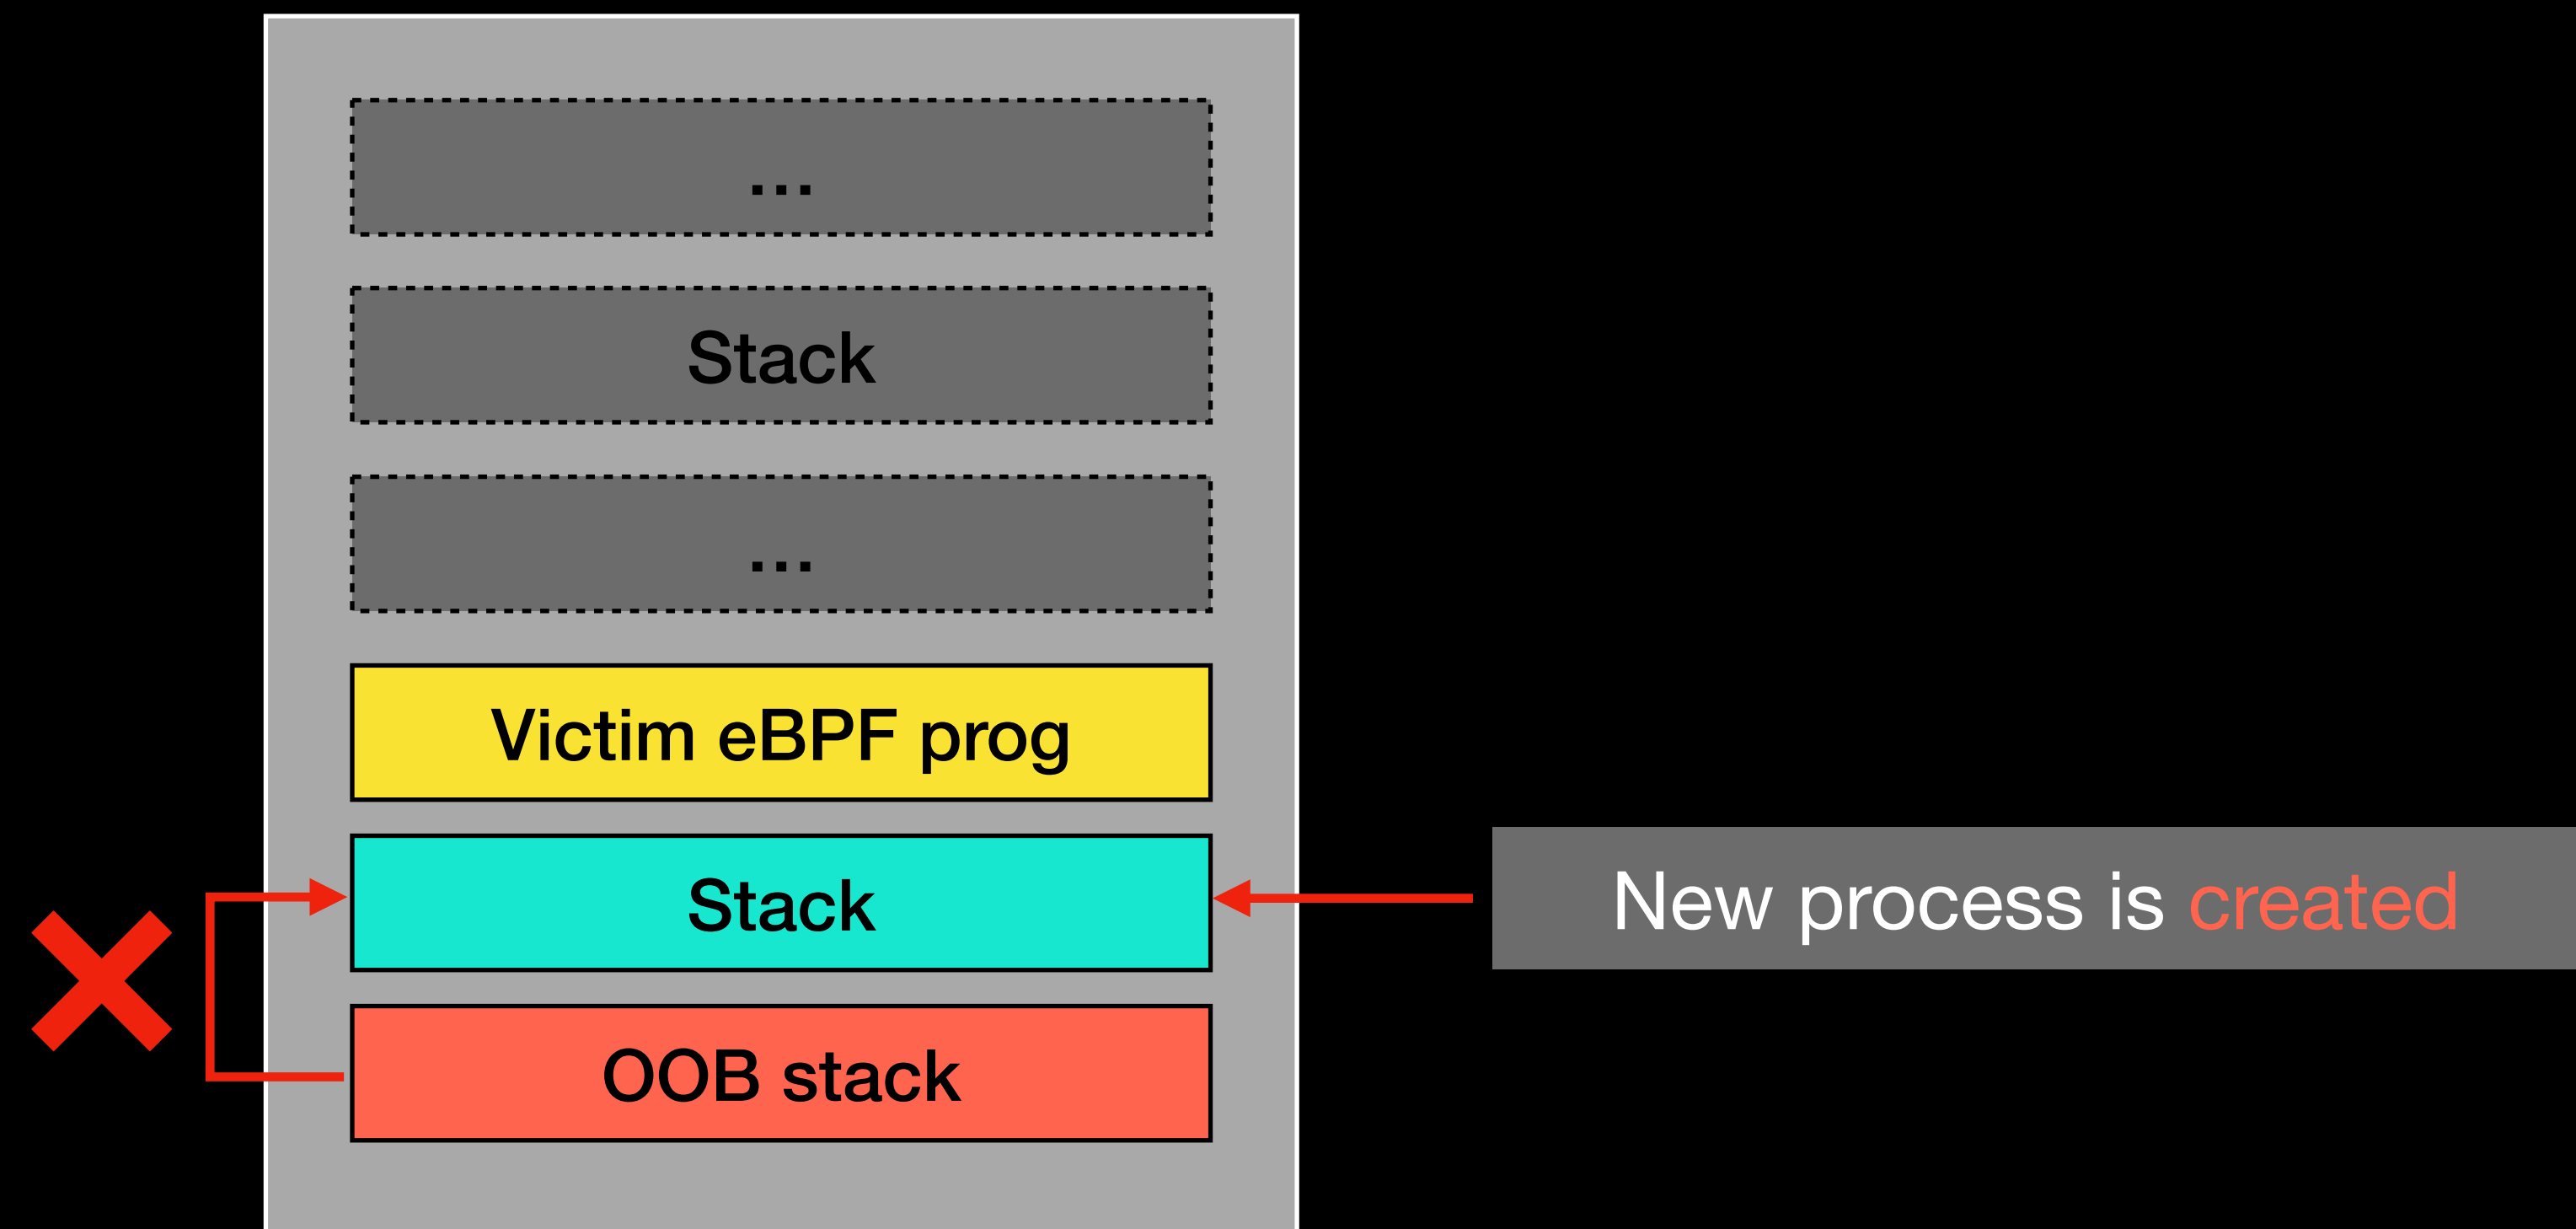 ...
Stack
...
Victim eBPF prog
Stack
New process is created
OOB stack